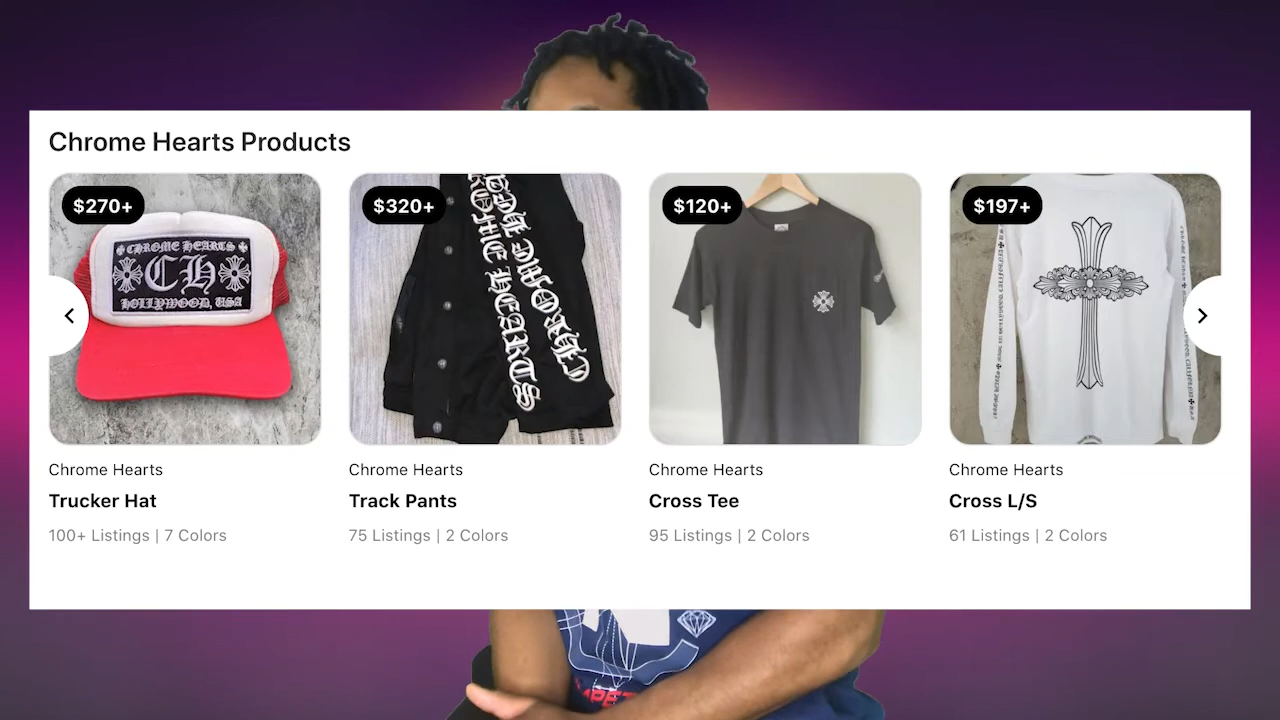 Chrome Hearts Products
$270+
$320+
$120+
$197+
CHROME HEARTS
CH
HOLLYWOOD, USA
CHROME HEARTS
Chrome Hearts
Chrome Hearts
Chrome Hearts
Chrome Hearts
Trucker Hat
Track Pants
Cross Tee
Cross L/S
100+ Listings | 7 Colors
75 Listings | 2 Colors
95 Listings | 2 Colors
61 Listings | 2 Colors